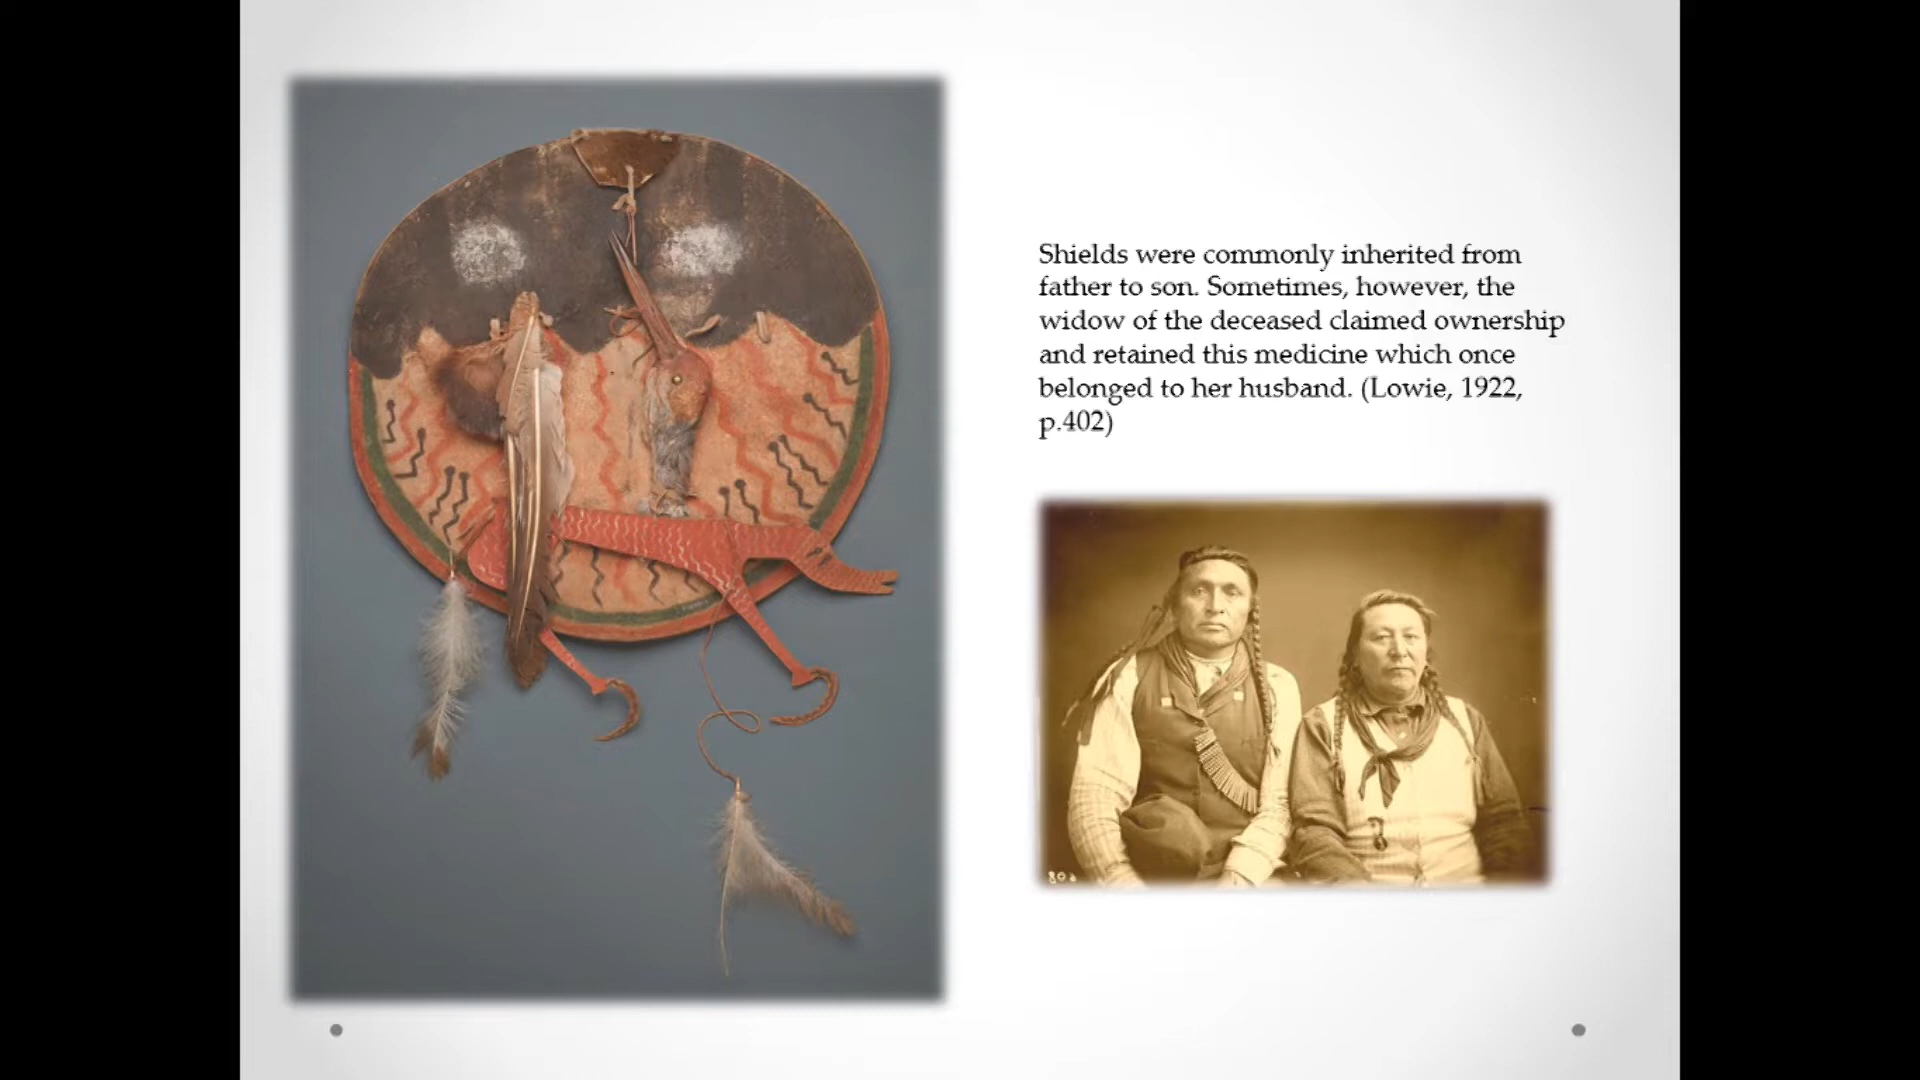 Shields were commonly inherited from
father to son. Sometimes, however, the
widow of the deceased claimed ownership
and retained this medicine which once
belonged to her husband. (Lowie, 1922,
p.402)